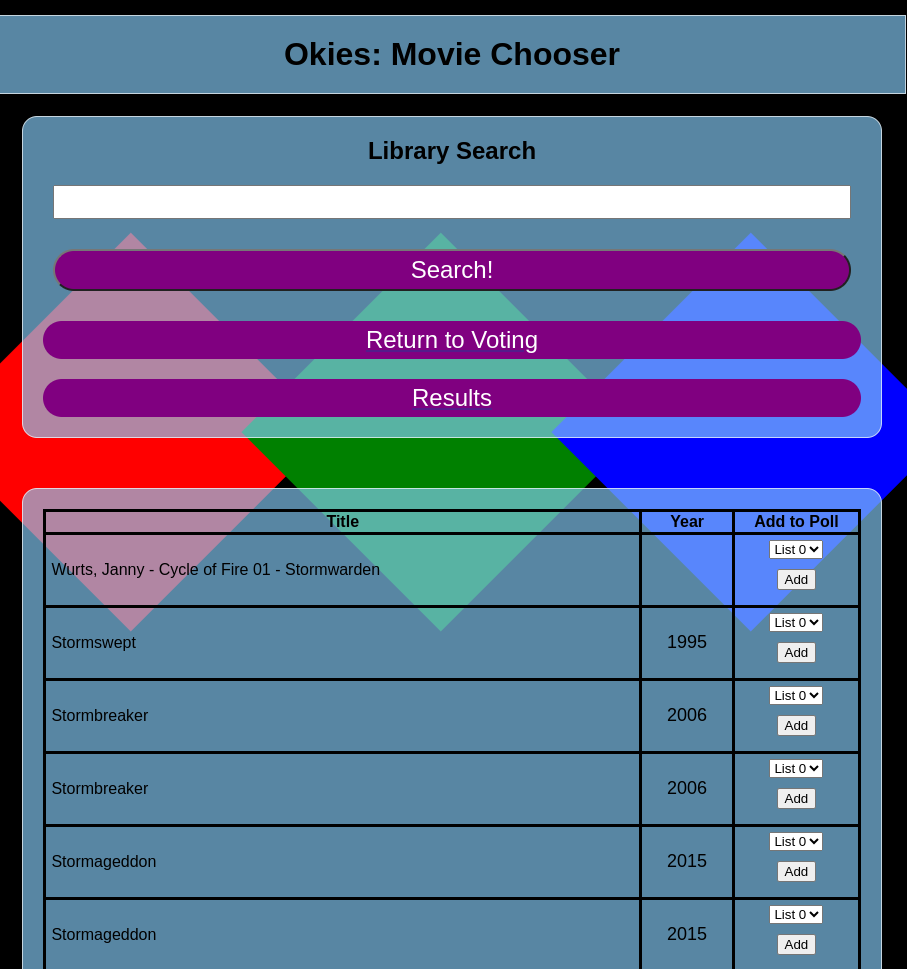 Okies: Movie Chooser
Library Search
Search!
Return to Voting
Results
Title Year Add to Poll
Wurts, Janny - Cycle of Fire 01 - Stormwarden List 0 Add
Stormswept 1995 List 0 Add
Stormbreaker 2006 List 0 Add
Stormbreaker 2006 List 0 Add
Stormageddon 2015 List 0 Add
Stormageddon 2015 List 0 Add